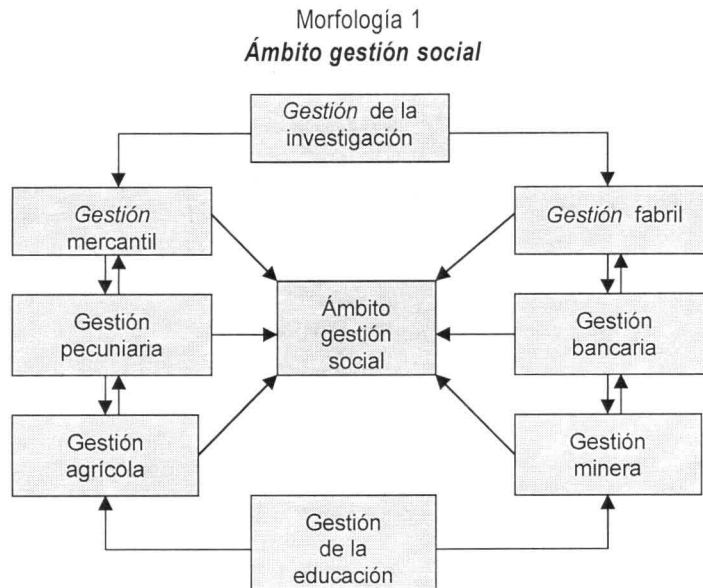 Morfología 1
Ámbito gestión social
Gestión de la
investigación
Gestión
mercantil
Gestión fabril
Gestión
pecuniaria
Ámbito
gestión
social
Gestión
bancaria
Gestión
agrícola
Gestión
minera
Gestión
de la
educación